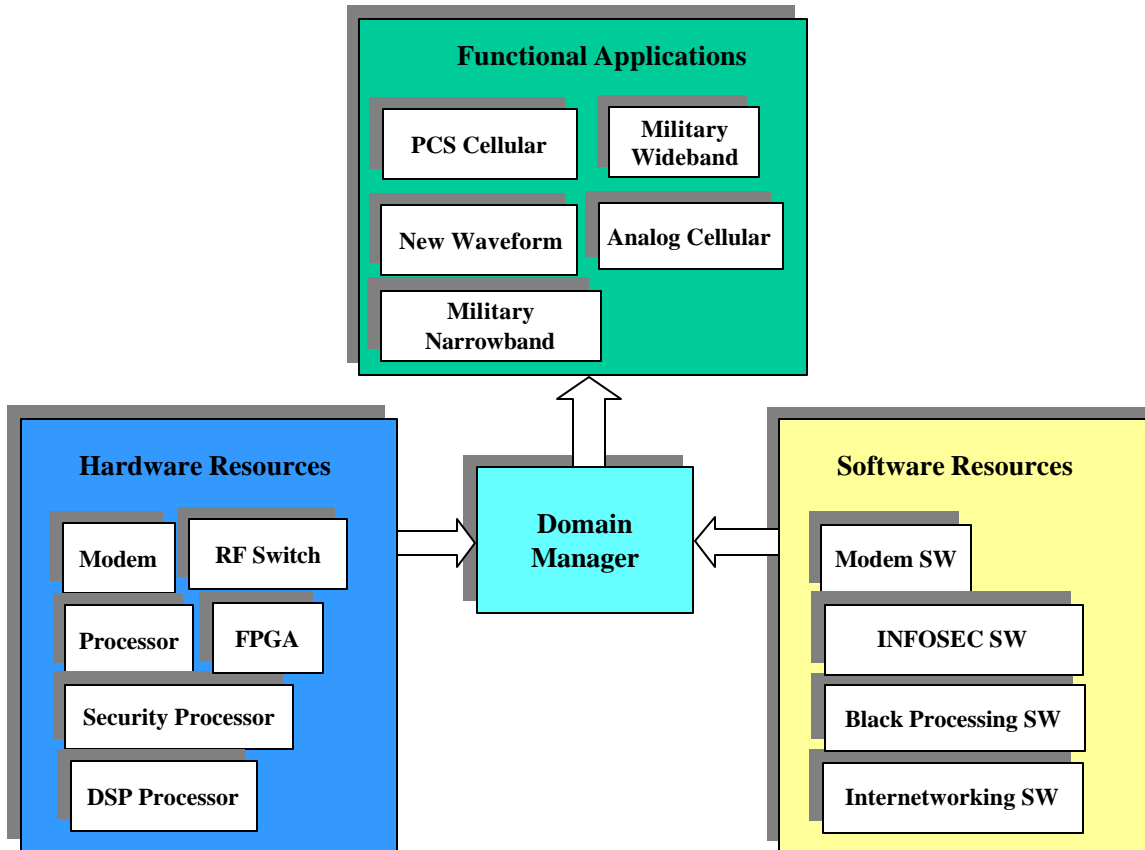 Functional Applications
PCS Cellular
Military
Wideband
New Waveform
Analog Cellular
Military
Narrowband
Hardware Resources
Modem
RF Switch
Processor
FPGA
Security Processor
DSP Processor
Domain
Manager
Software Resources
Modem SW
INFOSEC SW
Black Processing SW
Internetworking SW